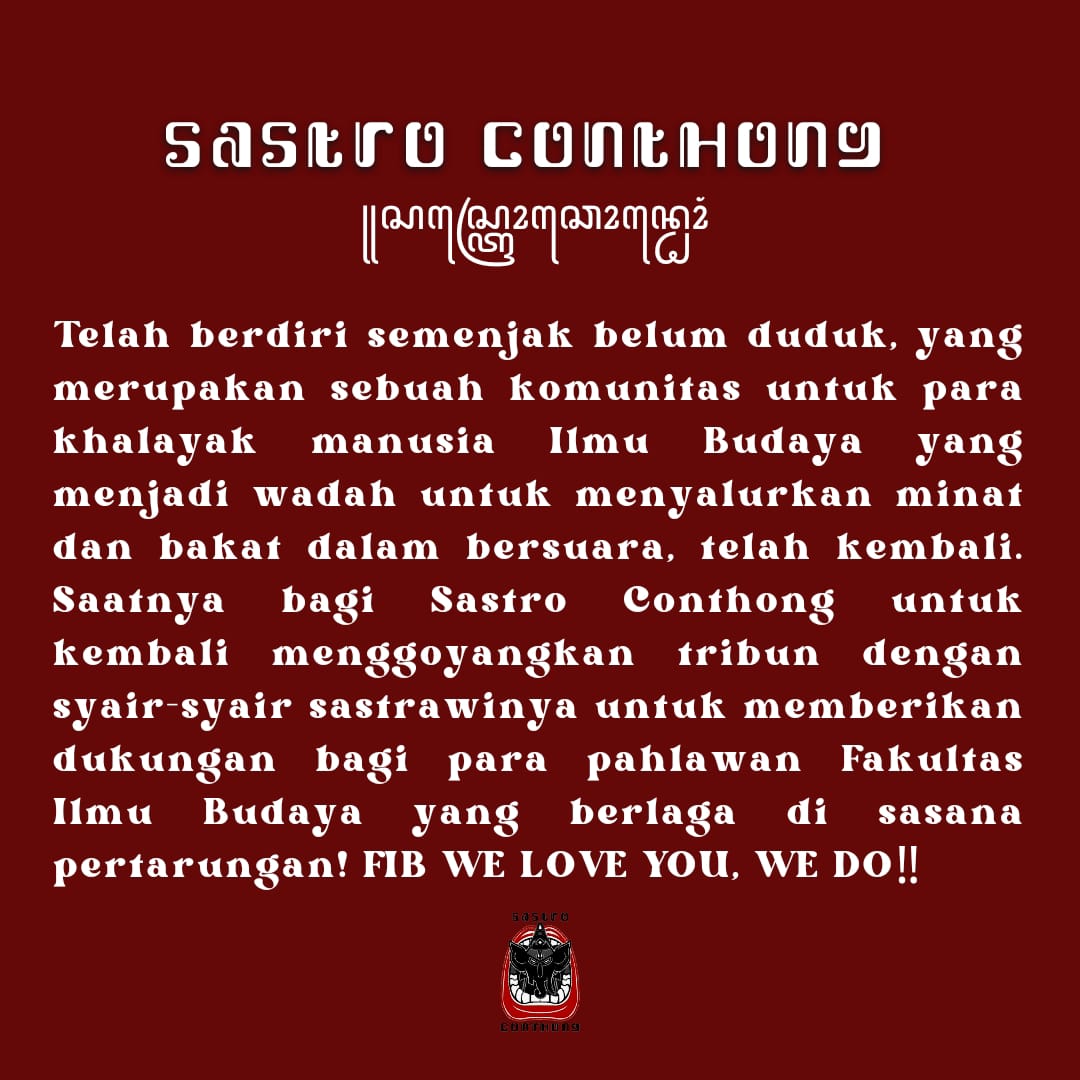 sastro conthong
Telah berdiri semenjak belum duduk, yang
merupakan sebuah komunitas untuk para
khalayak manusia Ilmu Budaya yang
menjadi wadah untuk menyalurkan minat
dan bakat dalam bersuara, telah kembali.
Saatnya bagi Sastro Conthong untuk
kembali menggoyangkan tribun dengan
syair-syair sastrawinya untuk memberikan
dukungan bagi para pahlawan Fakultas
Ilmu Budaya yang berlaga di sasana
pertarungan! FIB WE LOVE YOU, WE DO!!
sastro
conthong